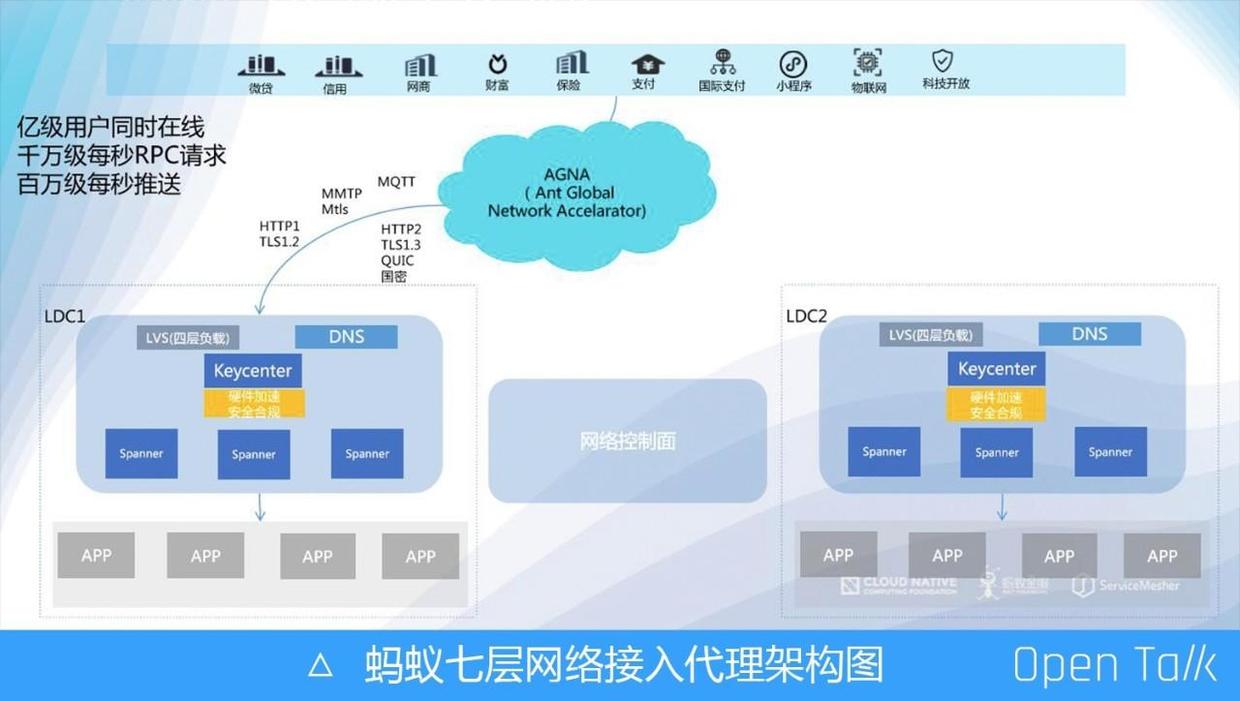 微贷
信用
网商
财富
保险
支付
国际支付
小程序
物联网
科技开放
亿级用户同时在线
千万级每秒RPC请求
百万级每秒推送
AGNA
( Ant Global
Network Accelarator)
MQTT
MMTP
Mtls
HTTP1
TLS1.2
HTTP2
TLS1.3
QUIC
国密
LDC1
LVS(四层负载)
DNS
Keycenter
硬件加速
安全合规
Spanner
Spanner
Spanner
APP
APP
APP
APP
网络控制面
LDC2
LVS(四层负载)
DNS
Keycenter
硬件加速
安全合规
Spanner
Spanner
Spanner
APP
APP
APP
APP
CLOUD NATIVE
COMPUTING FOUNDATION
蚂蚁金服
ServiceMesher
△ 蚂蚁七层网络接入代理架构图
Open Talk